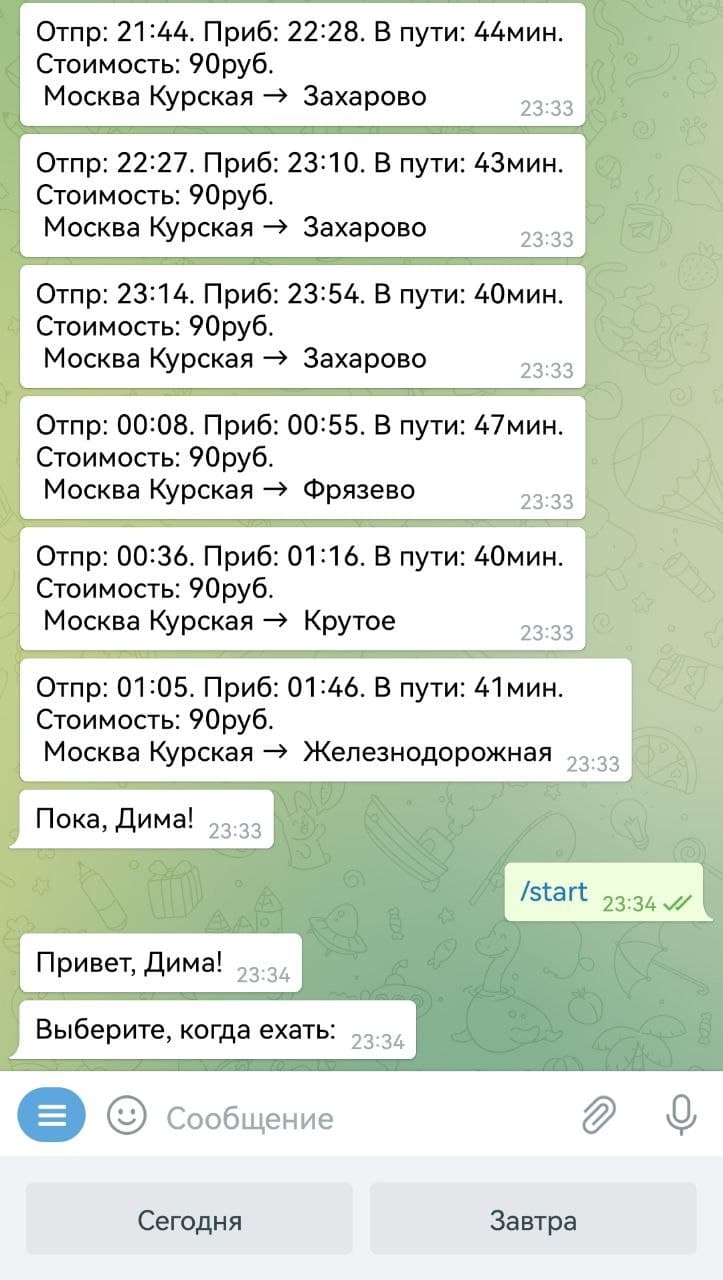 Отпр: 21:44. Приб: 22:28. В пути: 44мин.
Стоимость: 90руб.
Москва Курская → Захарово 23:33
Отпр: 22:27. Приб: 23:10. В пути: 43мин.
Стоимость: 90руб.
Москва Курская → Захарово 23:33
Отпр: 23:14. Приб: 23:54. В пути: 40мин.
Стоимость: 90руб.
Москва Курская → Захарово 23:33
Отпр: 00:08. Приб: 00:55. В пути: 47мин.
Стоимость: 90руб.
Москва Курская → Фрязево 23:33
Отпр: 00:36. Приб: 01:16. В пути: 40мин.
Стоимость: 90руб.
Москва Курская → Крутое 23:33
Отпр: 01:05. Приб: 01:46. В пути: 41мин.
Стоимость: 90руб.
Москва Курская → Железнодорожная 23:33
Пока, Дима! 23:33
/start 23:34
Привет, Дима! 23:34
Выберите, когда ехать: 23:34
Сообщение
Сегодня Завтра